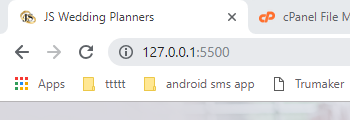 JS Wedding Planners cPanel File M
127.0.0.1:5500
Apps ttttt android sms app Trumaker